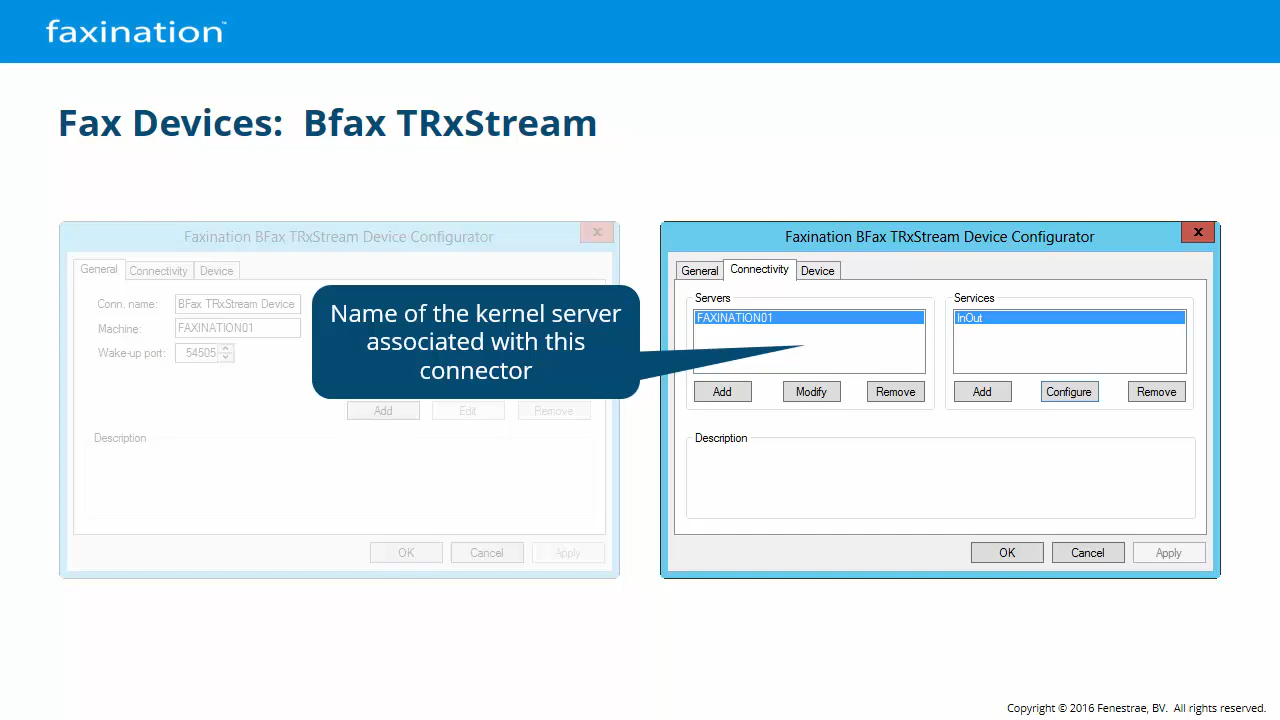 faxination™
Fax Devices: Bfax TRxStream
Faxination BFax TRxStream Device Configurator
x
General Connectivity Device
Conn. name: BFax TRxStream Device
Machine: FAXINATION01
Wake-up port: 54505
Add Edit Remove
Description
OK Cancel Apply
Name of the kernel server
associated with this
connector
Faxination BFax TRxStream Device Configurator
x
General Connectivity Device
Servers
FAXINATION01
Add Modify Remove
Services
InOut
Add Configure Remove
Description
OK Cancel Apply
Copyright © 2016 Fenestrae, BV. All rights reserved.